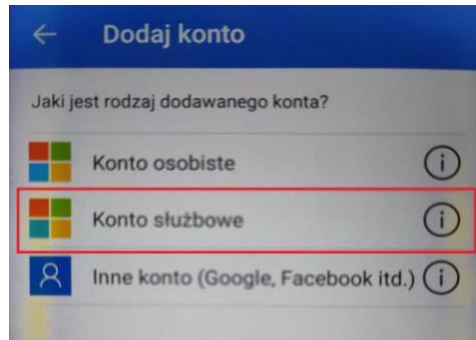 Dodaj konto
Jaki jest rodzaj dodawanego konta?
Konto osobiste
Konto służbowe
Inne konto (Google, Facebook itd.)